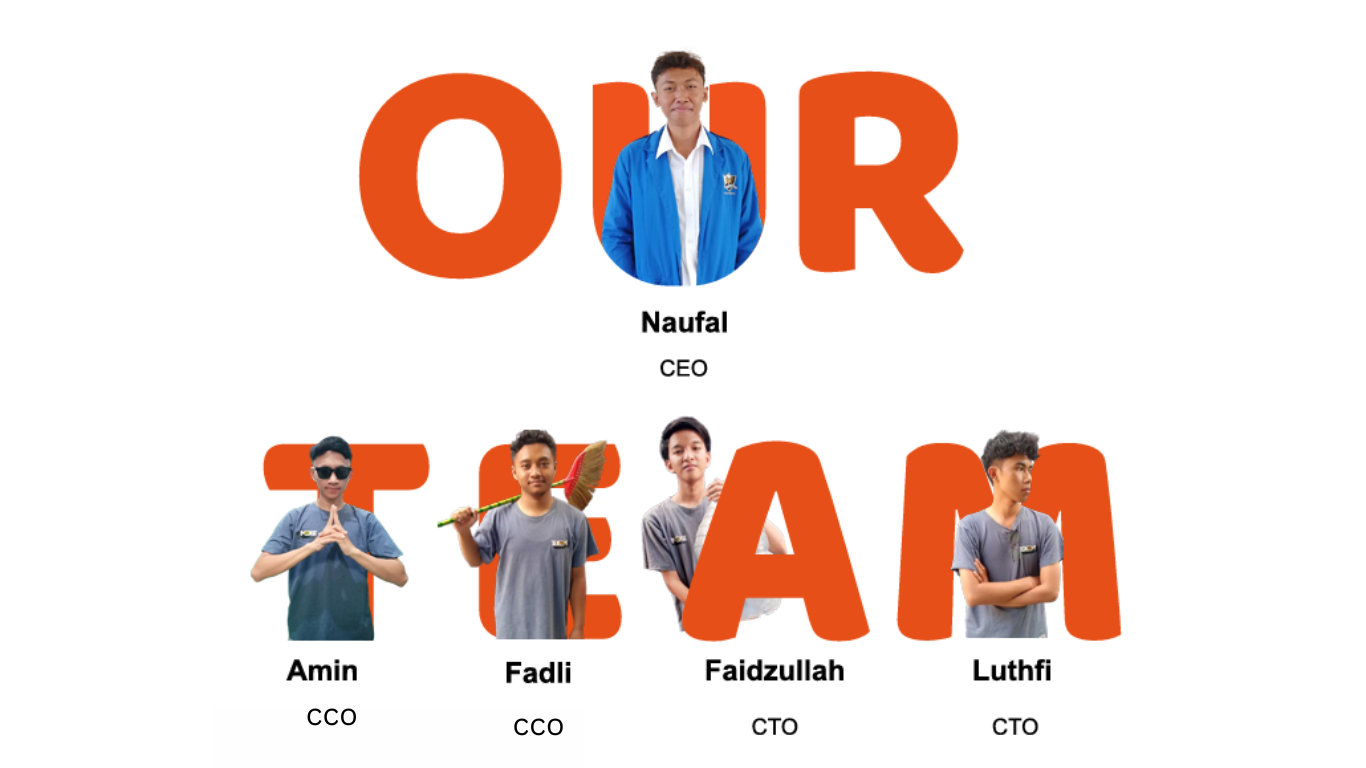 OUR
Naufal
CEO
TEAM
Amin
Fadli
Faidzullah
Luthfi
CCO
CCO
CTO
CTO